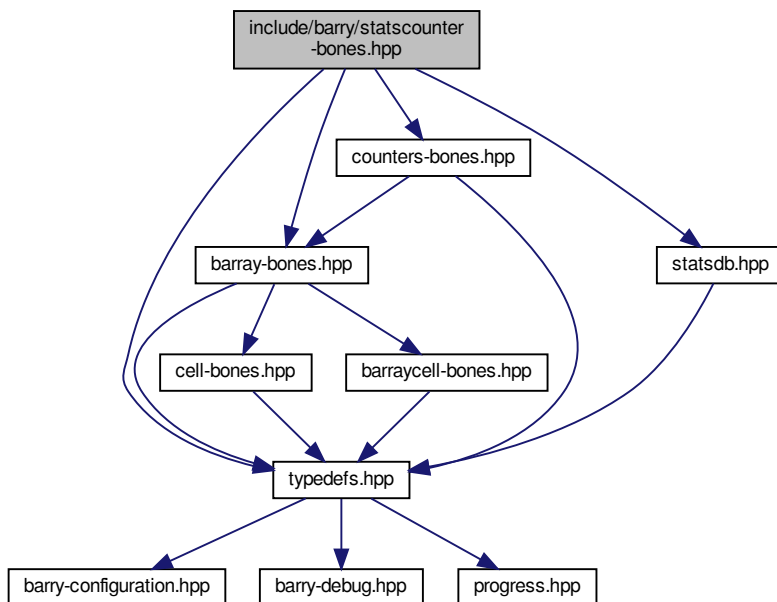 include/barry/statscounter
-bones.hpp
counters-bones.hpp
barray-bones.hpp
statsdb.hpp
cell-bones.hpp
barraycell-bones.hpp
typedefs.hpp
barry-configuration.hpp
barry-debug.hpp
progress.hpp